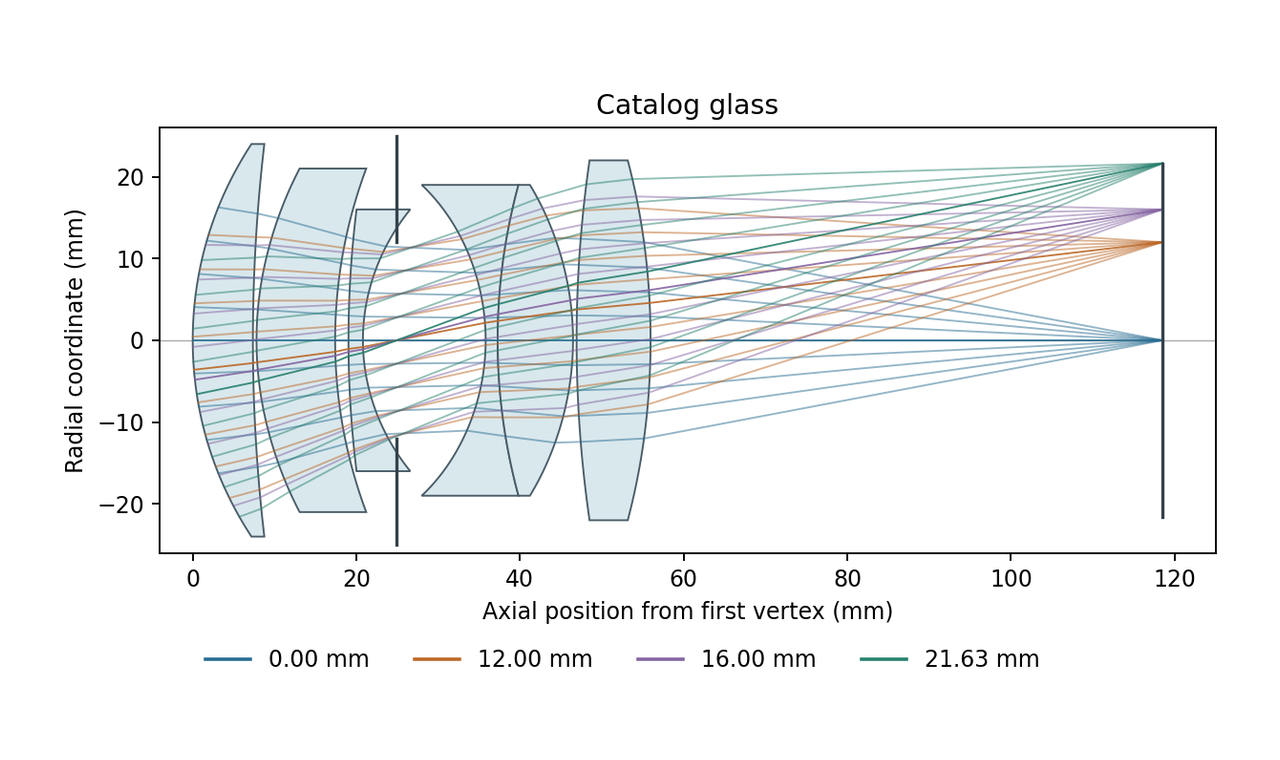 Catalog glass
Radial coordinate (mm)
20
10
0
−10
−20
0 20 40 60 80 100 120
Axial position from first vertex (mm)
0.00 mm 12.00 mm 16.00 mm 21.63 mm